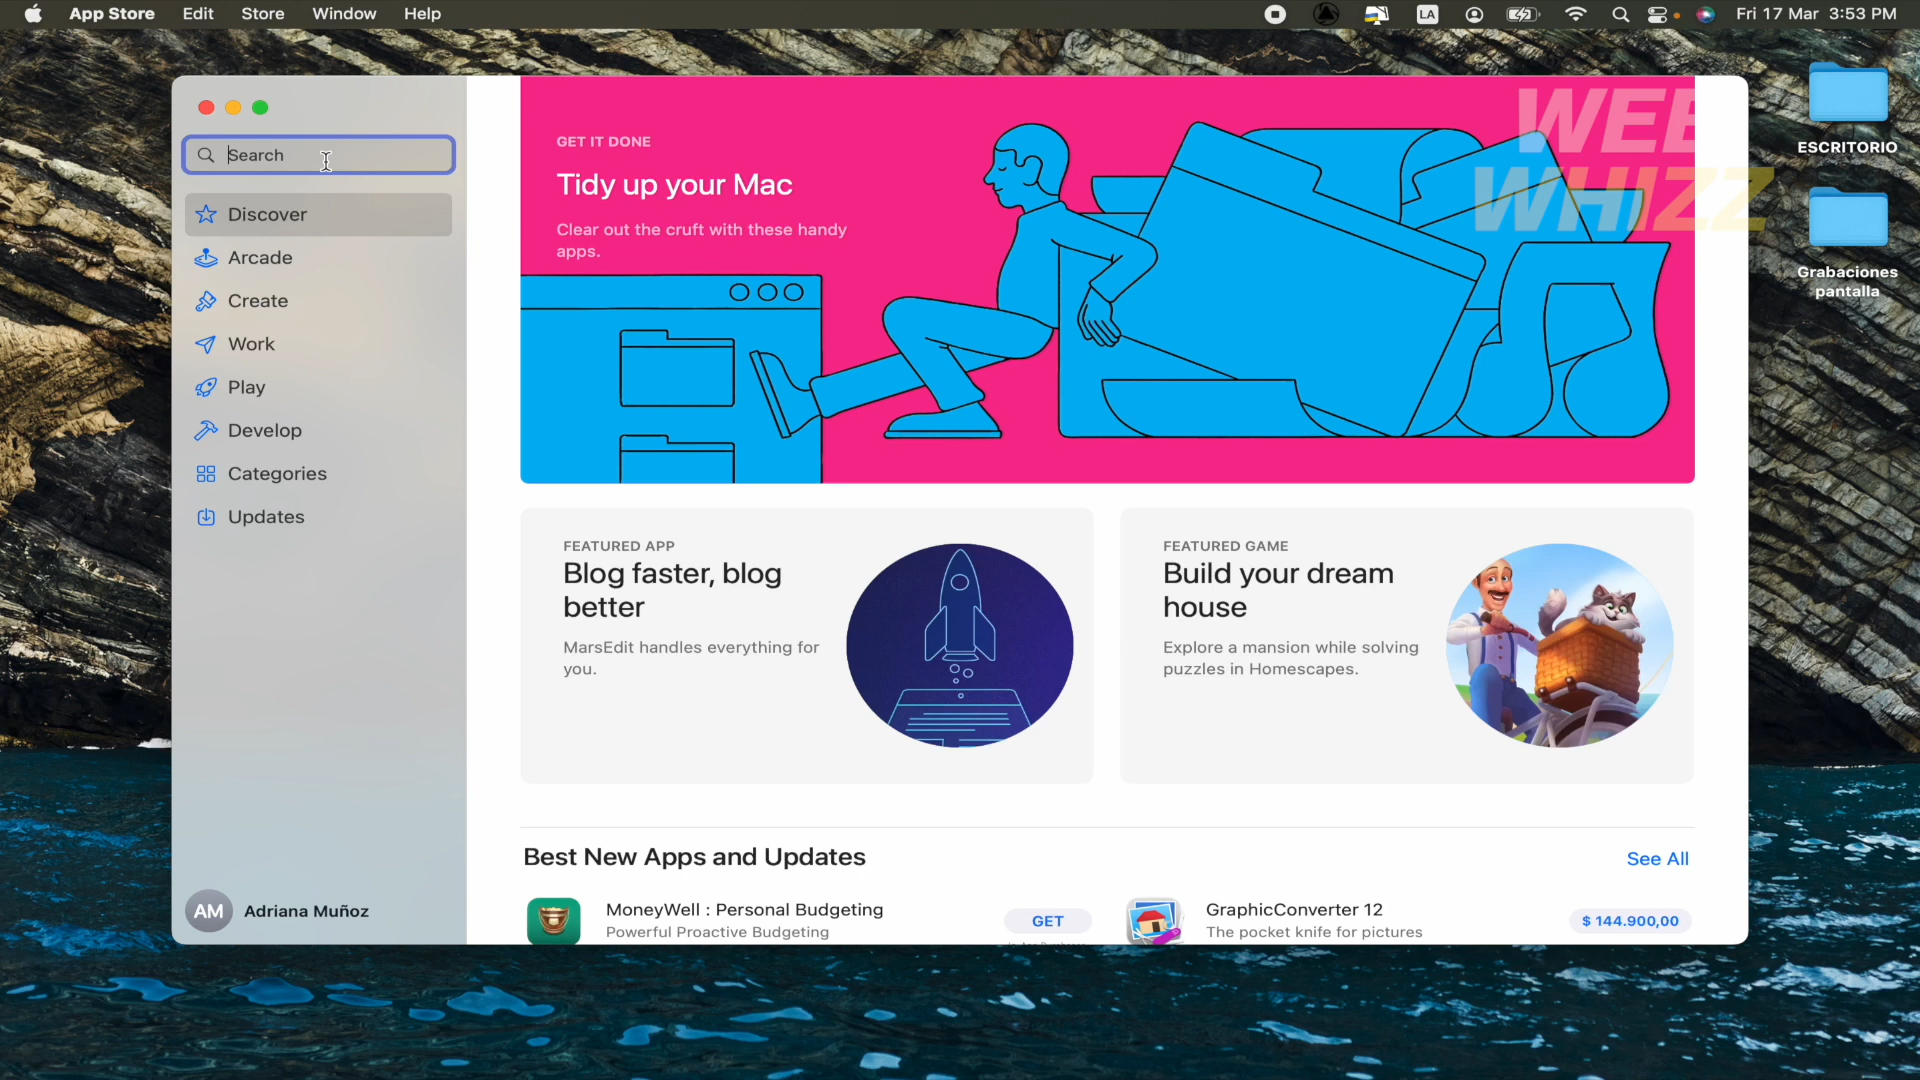 App Store Edit Store Window Help LA Fri 17 Mar 3:53 PM
Search
Discover
Arcade
Create
Work
Play
Develop
Categories
Updates
AM Adriana Muñoz
GET IT DONE
Tidy up your Mac
Clear out the cruft with these handy
apps.
FEATURED APP
Blog faster, blog
better
MarsEdit handles everything for
you.
FEATURED GAME
Build your dream
house
Explore a mansion while solving
puzzles in Homescapes.
Best New Apps and Updates
See All
MoneyWell : Personal Budgeting
Powerful Proactive Budgeting
GET
GraphicConverter 12
The pocket knife for pictures
$ 144.900,00
WEB
WHIZZ
ESCRITORIO
Grabaciones
pantalla